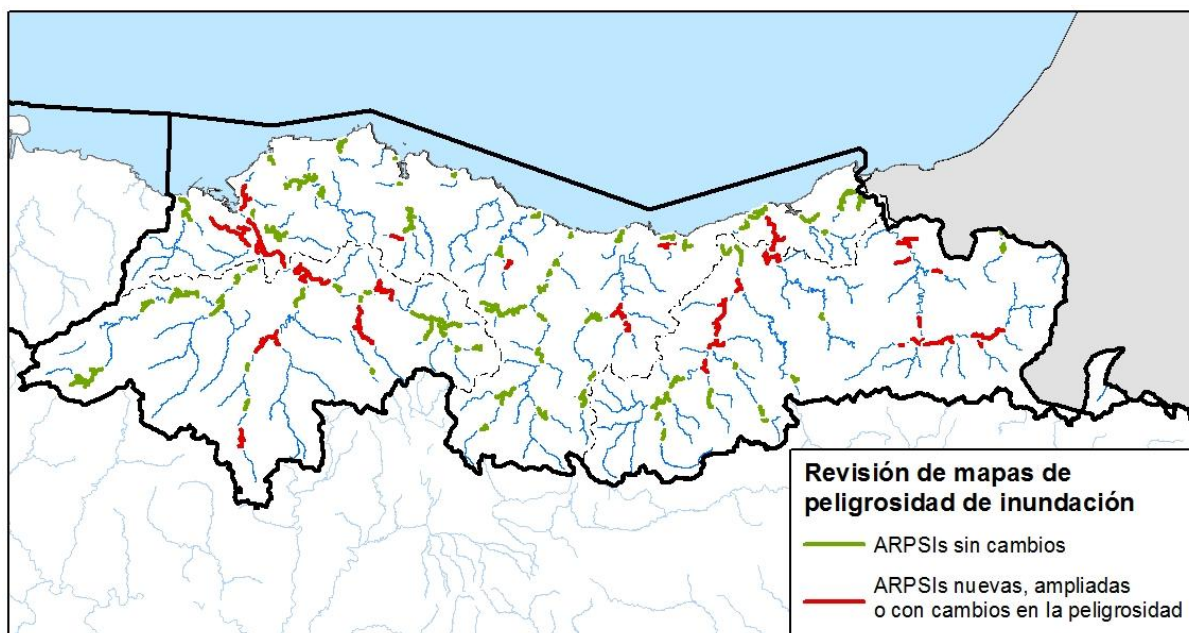 Revisión de mapas de
peligrosidad de inundación
ARPSIs sin cambios
ARPSIs nuevas, ampliadas
o con cambios en la peligrosidad